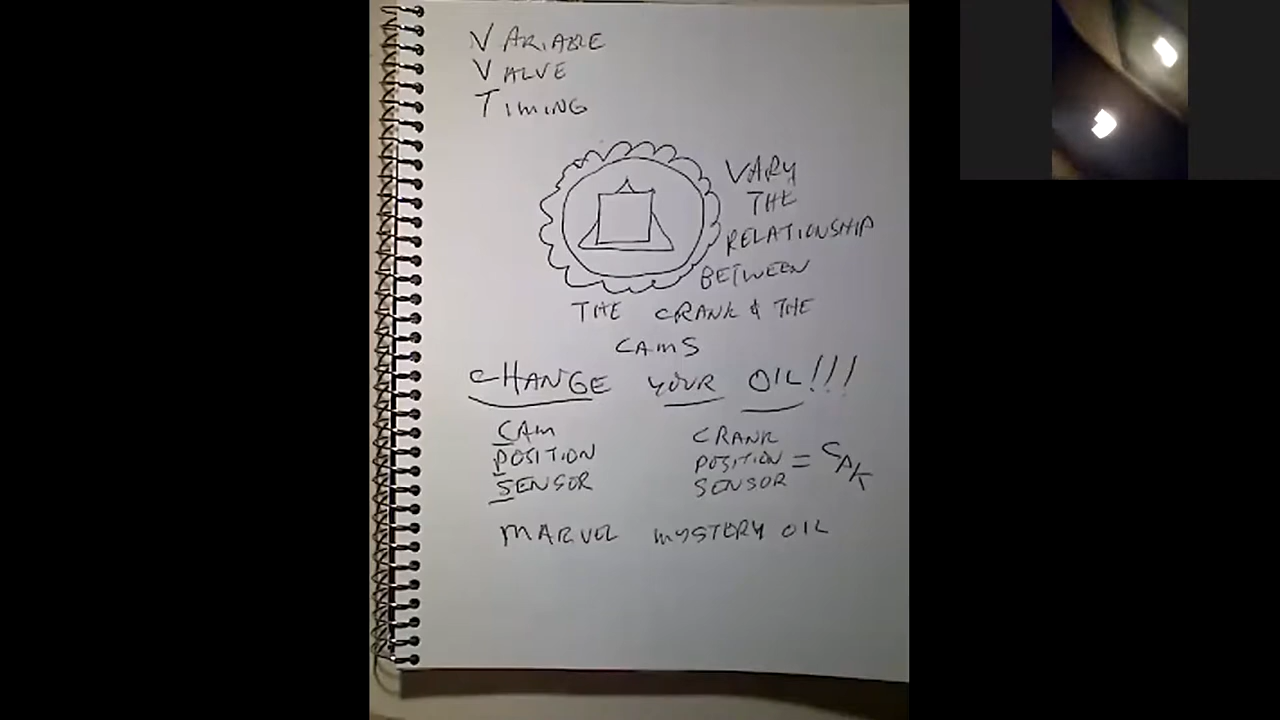 VARIABLE
VALVE
TIMING
VARY
THE
RELATIONSHIP
BETWEEN
THE CRANK & THE
CAMS
CHANGE YOUR OIL!!!
CAM
POSITION
SENSOR
CRANK
POSITION =
SENSOR
MARVEL MYSTERY OIL